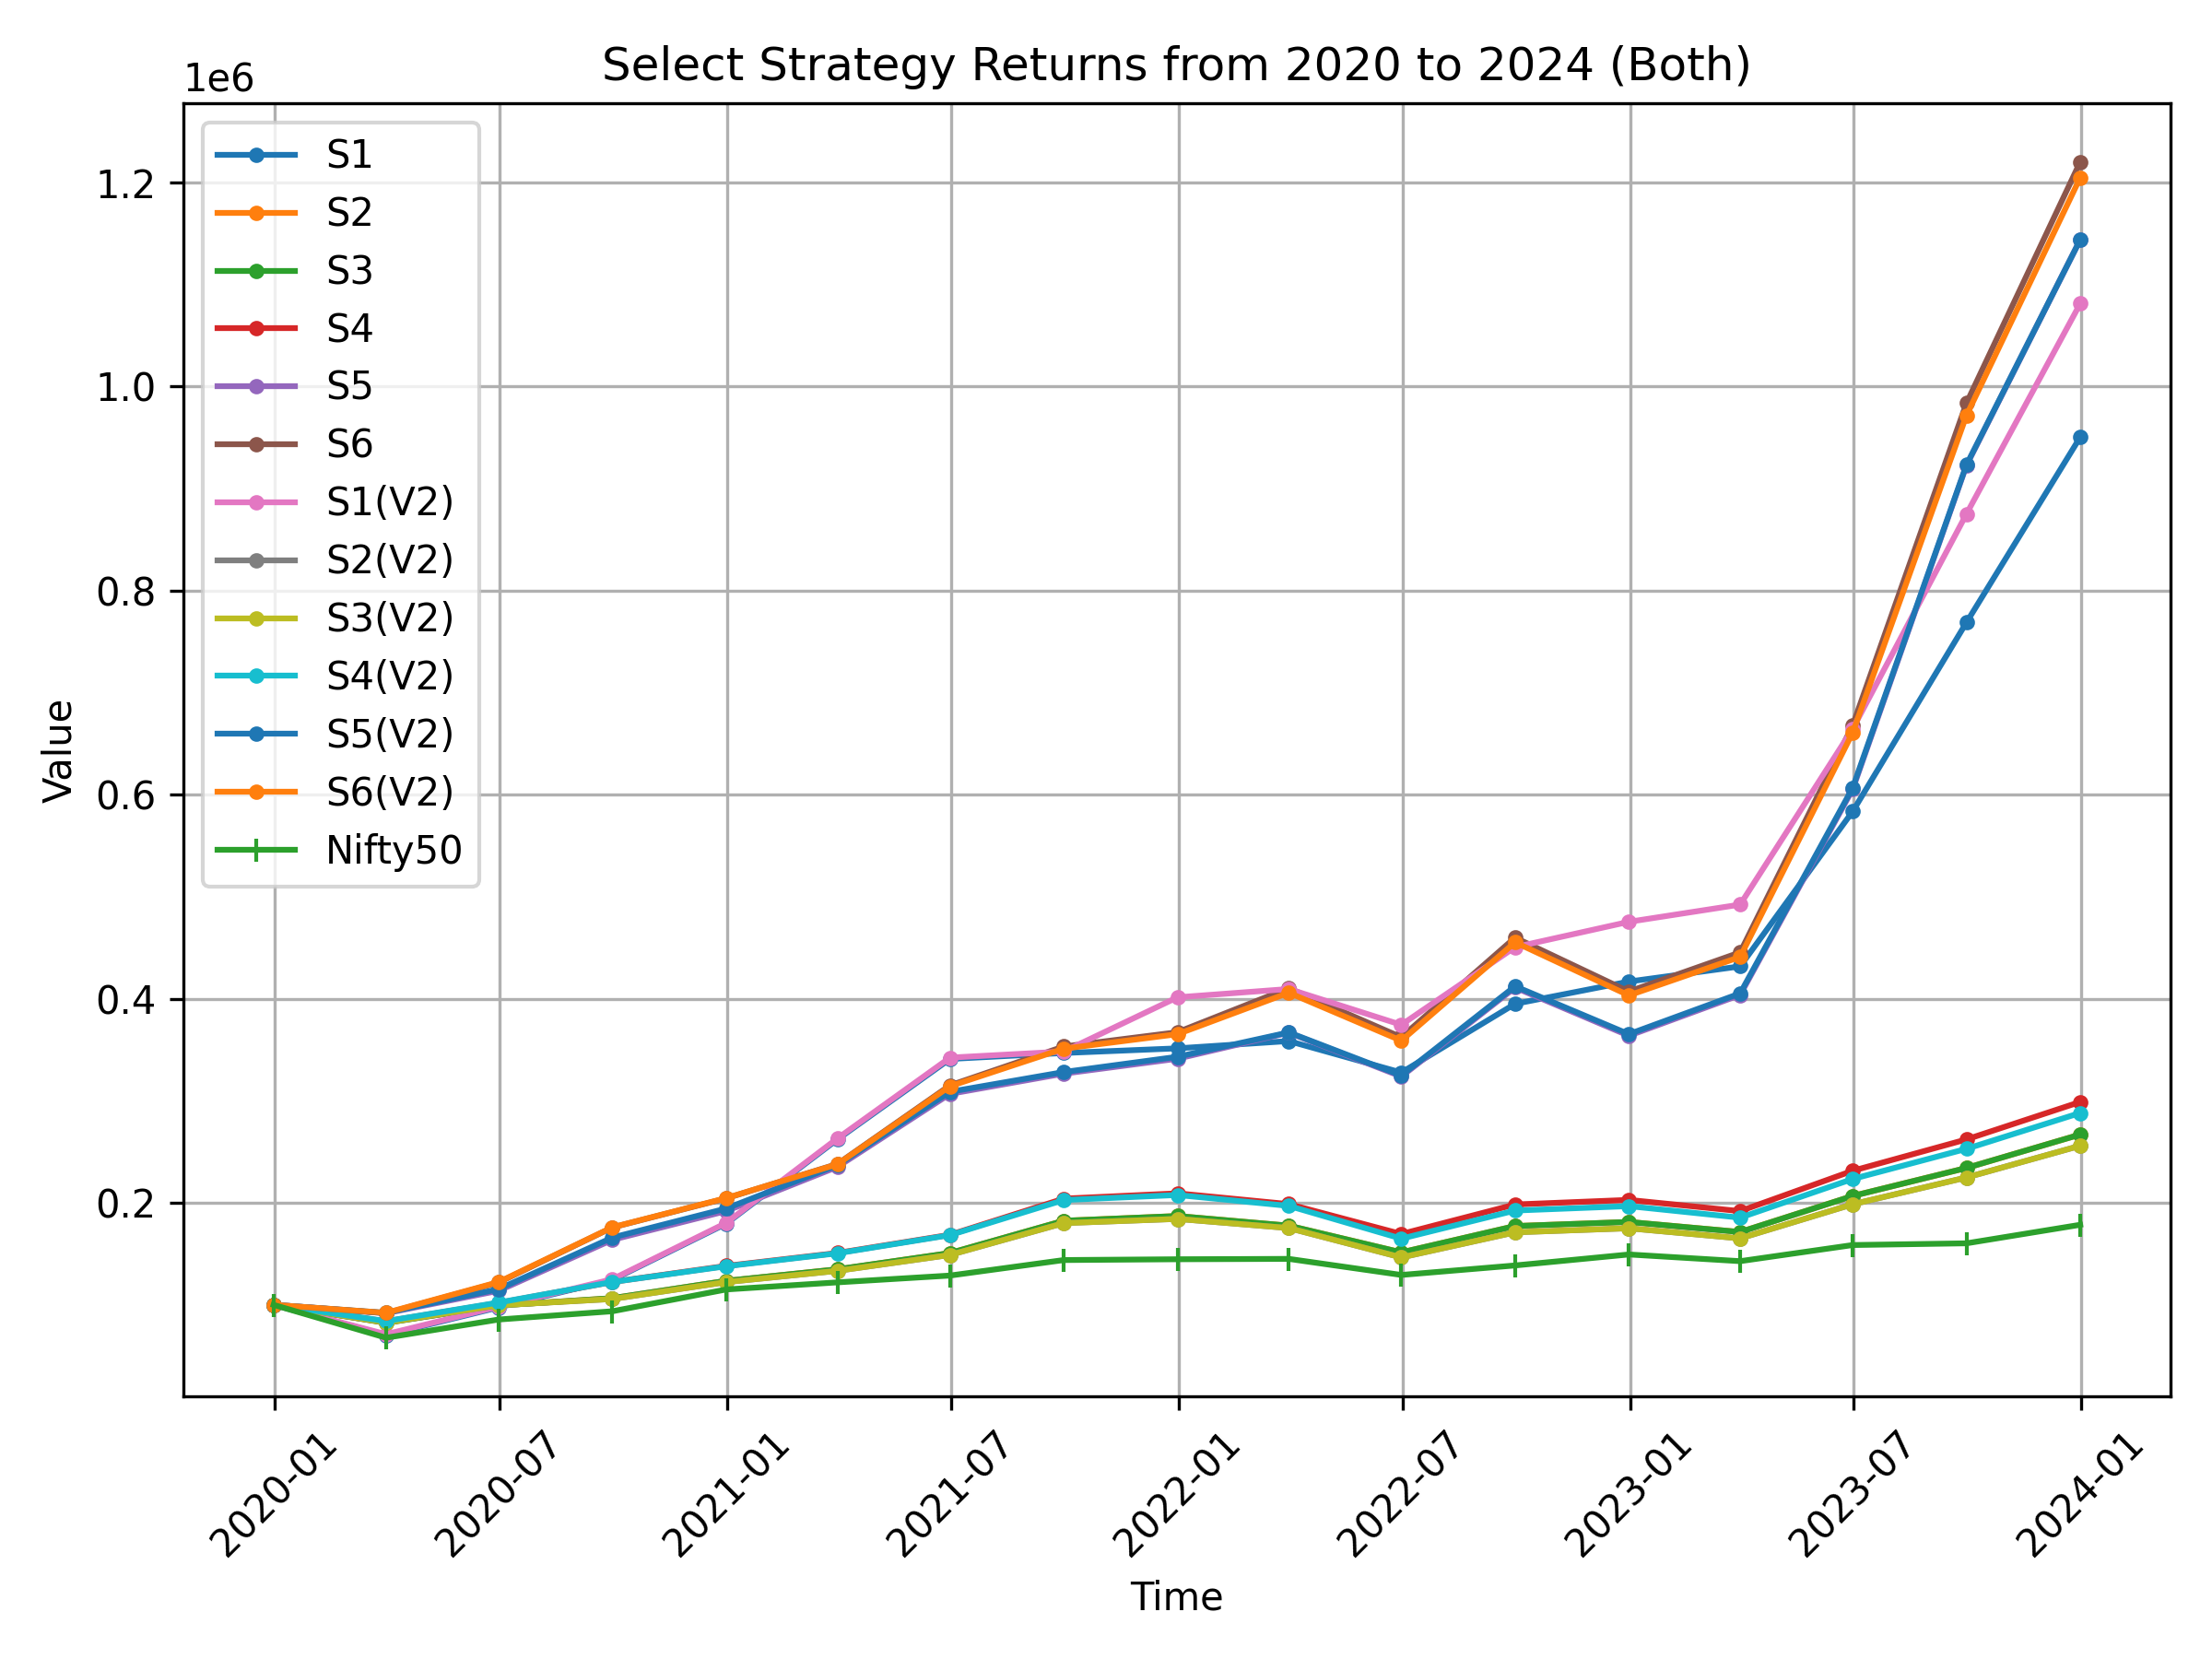 Select Strategy Returns from 2020 to 2024 (Both)
1e6
1.2
1.0
0.8
0.6
0.4
0.2
Value
S1
S2
S3
S4
S5
S6
S1(V2)
S2(V2)
S3(V2)
S4(V2)
S5(V2)
S6(V2)
Nifty50
2020-01
2020-07
2021-01
2021-07
2022-01
2022-07
2023-01
2023-07
2024-01
Time